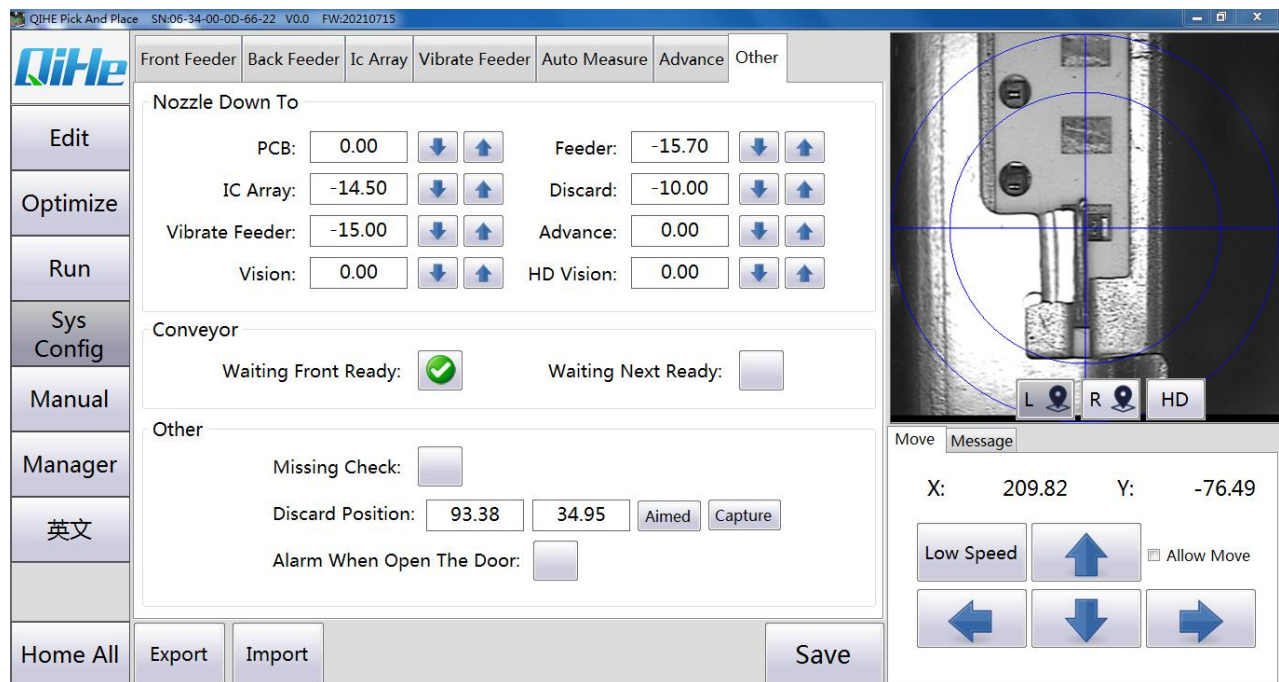 QIHE Pick And Place SN:06-34-00-0D-66-22 V0.0 FW:20210715
QiHe
Edit
Optimize
Run
Sys
Config
Manual
Manager
英文
Home All
Front Feeder Back Feeder Ic Array Vibrate Feeder Auto Measure Advance Other
Nozzle Down To
PCB: 0.00 Feeder: -15.70
IC Array: -14.50 Discard: -10.00
Vibrate Feeder: -15.00 Advance: 0.00
Vision: 0.00 HD Vision: 0.00
Conveyor
Waiting Front Ready: Waiting Next Ready:
Other
Missing Check:
Discard Position: 93.38 34.95 Aimed Capture
Alarm When Open The Door:
Export Import Save
L R HD
Move Message
X: 209.82 Y: -76.49
Low Speed Allow Move